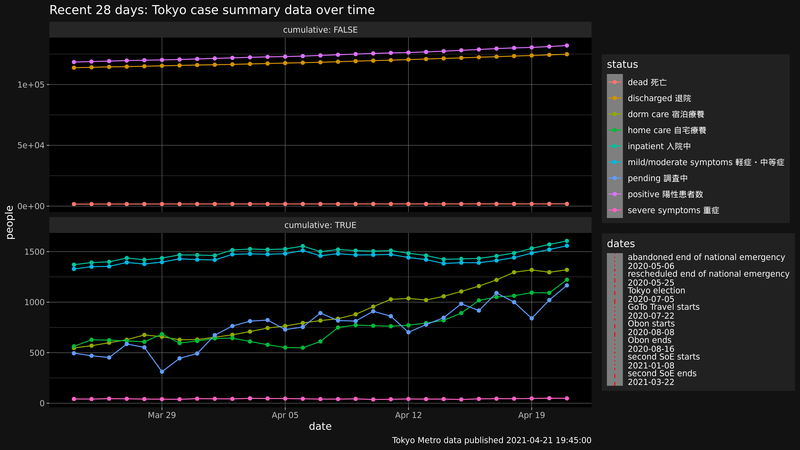 Recent 28 days: Tokyo case summary data over time
cumulative: FALSE
1e+05
5e+04
0e+00
cumulative: TRUE
1500
1000
500
0
people
Mar 29
Apr 05
Apr 12
Apr 19
date
status
dead 死亡
discharged 退院
dorm care 宿泊療養
home care 自宅療養
inpatient 入院中
mild/moderate symptoms 軽症・中等症
pending 調査中
positive 陽性患者数
severe symptoms 重症
dates
abandoned end of national emergency
2020-05-06
rescheduled end of national emergency
2020-05-25
Tokyo election
2020-07-05
GoTo Travel starts
2020-07-22
Obon starts
2020-08-08
Obon ends
2020-08-16
second SoE starts
2021-01-08
second SoE ends
2021-03-22
Tokyo Metro data published 2021-04-21 19:45:00